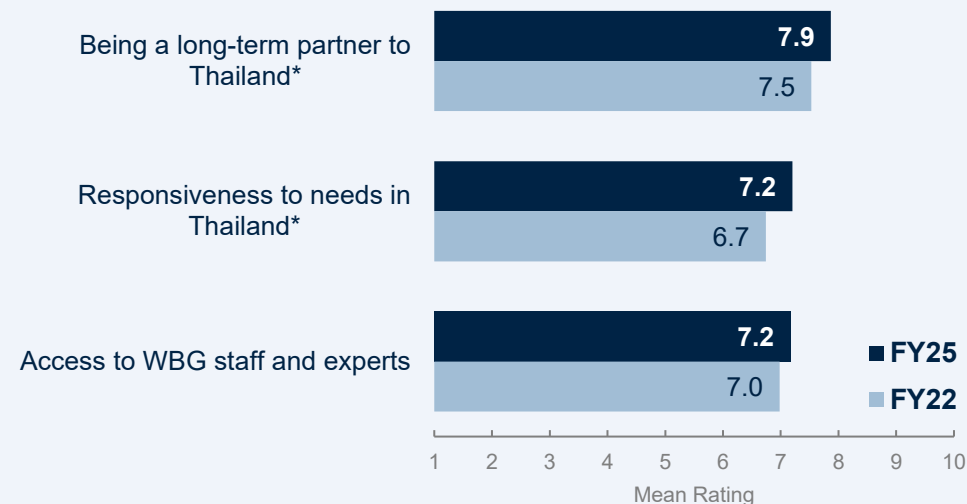 Being a long-term partner to
Thailand*
7.9
7.5
Responsiveness to needs in
Thailand*
7.2
6.7
Access to WBG staff and experts
7.2
7.0
FY25
FY22
1 2 3 4 5 6 7 8 9 10
Mean Rating